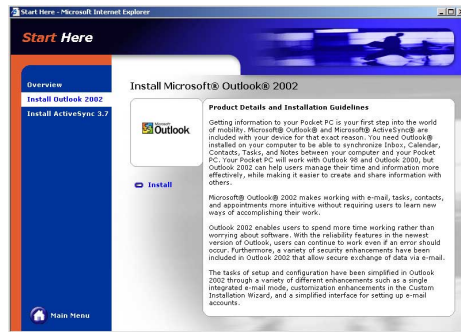 Start Here - Microsoft Internet Explorer
Start Here
Overview
Install Outlook 2002
Install ActiveSync 3.7
Install Microsoft® Outlook® 2002
Microsoft
Outlook
Install
Product Details and Installation Guidelines
Getting information to your Pocket PC is your first step into the world
of mobility. Microsoft® Outlook® and Microsoft® ActiveSync® are
included with your device for that exact reason. You need Outlook®
installed on your computer to be able to synchronize Inbox, Calendar,
Contacts, Tasks, and Notes between your computer and your Pocket
PC. Your Pocket PC will work with Outlook 98 and Outlook 2000, but
Outlook 2002 can help users manage their time and information more
effectively, while making it easier to create and share information with
others.
Microsoft® Outlook® 2002 makes working with e-mail, tasks, contacts,
and appointments more intuitive without requiring users to learn new
ways of accomplishing their work.
Outlook 2002 enables users to spend more time working rather than
worrying about software. With the reliability features in the newest
version of Outlook, users can continue to work even if an error should
occur. Furthermore, a variety of security enhancements have been
included in Outlook 2002 that allow secure exchange of data via e-mail.
The tasks of setup and configuration have been simplified in Outlook
2002 through a variety of different enhancements such as a single
integrated e-mail mode, customization enhancements in the Custom
Installation Wizard, and a simplified interface for setting up e-mail
accounts.
Main Menu